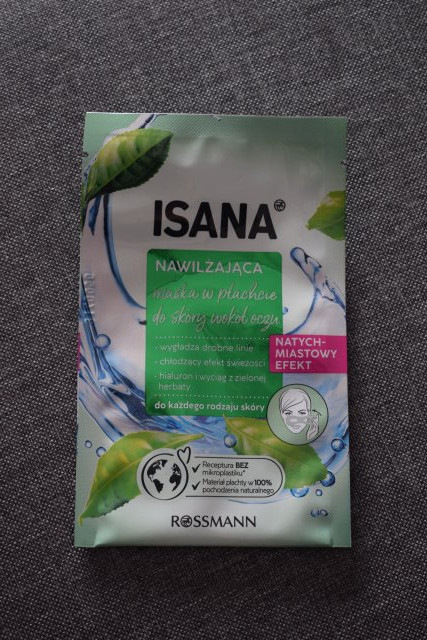 ISANA
NAWILŻAJĄCA
maska w płachcie
do skóry wokół oczu
- wygładza drobne linie
- chłodzący efekt świeżości
- hialuron i wyciąg z zielonej
herbaty
do każdego rodzaju skóry
NATYCH-
MIASTOWY
EFEKT
Receptura BEZ
mikroplastiku*
Materiał płachty w 100%
pochodzenia naturalnego
ROSSMANN